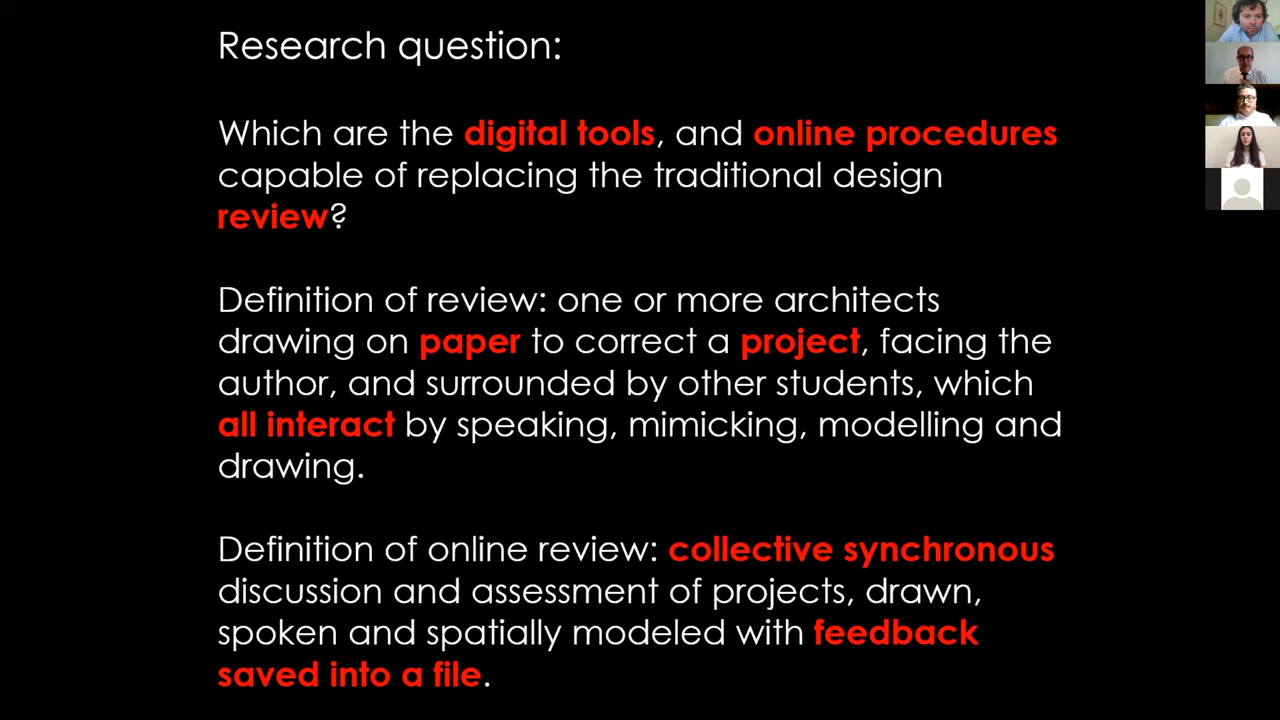 Research question:
Which are the digital tools, and online procedures
capable of replacing the traditional design
review?
Definition of review: one or more architects
drawing on paper to correct a project, facing the
author, and surrounded by other students, which
all interact by speaking, mimicking, modelling and
drawing.
Definition of online review: collective synchronous
discussion and assessment of projects, drawn,
spoken and spatially modeled with feedback
saved into a file.